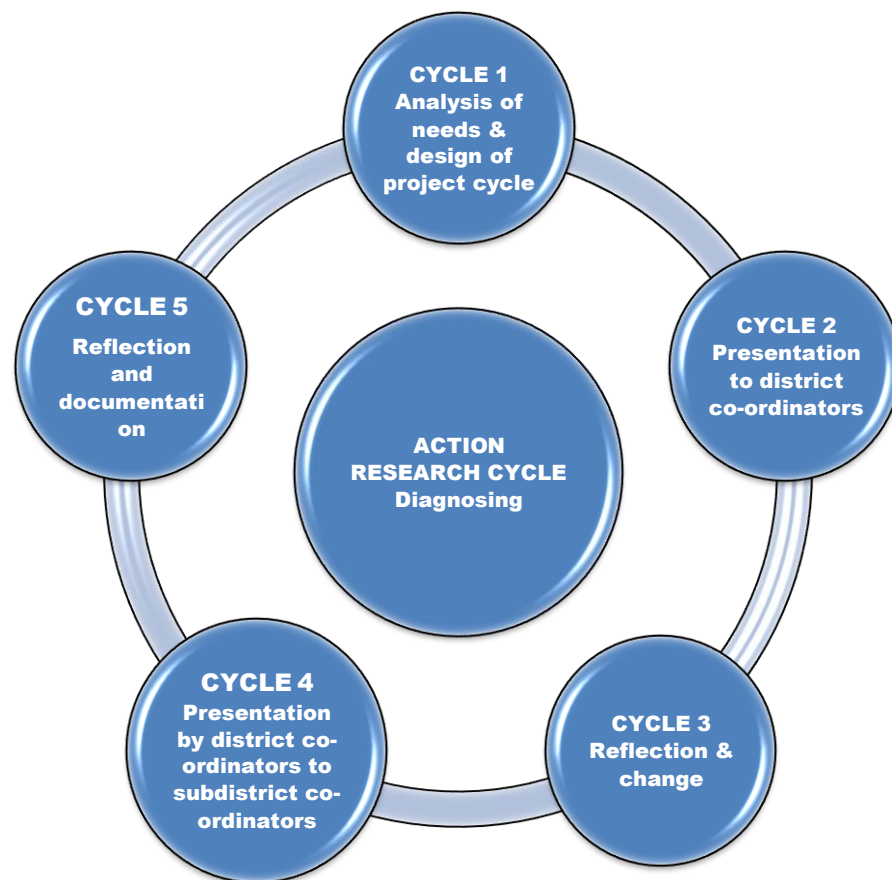 CYCLE 1
Analysis of
needs &
design of
project cycle
CYCLE 2
Presentation
to district
co-ordinators
CYCLE 3
Reflection &
change
CYCLE 4
Presentation
by district co-
ordinators to
subdistrict co-
ordinators
CYCLE 5
Reflection
and
documentati
on
ACTION
RESEARCH CYCLE
Diagnosing